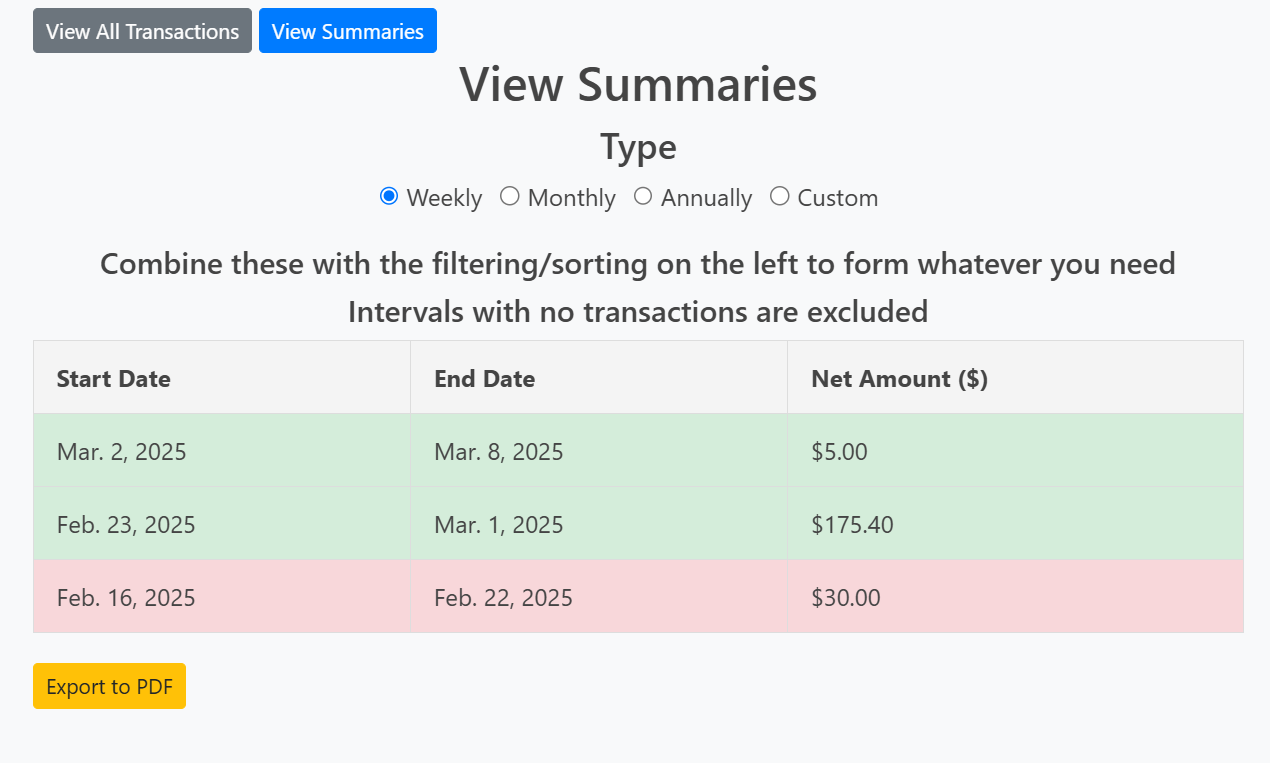 View All Transactions View Summaries
View Summaries
Type
Weekly Monthly Annually Custom
Combine these with the filtering/sorting on the left to form whatever you need
Intervals with no transactions are excluded
Start Date End Date Net Amount ($)
Mar. 2, 2025 Mar. 8, 2025 $5.00
Feb. 23, 2025 Mar. 1, 2025 $175.40
Feb. 16, 2025 Feb. 22, 2025 $30.00
Export to PDF